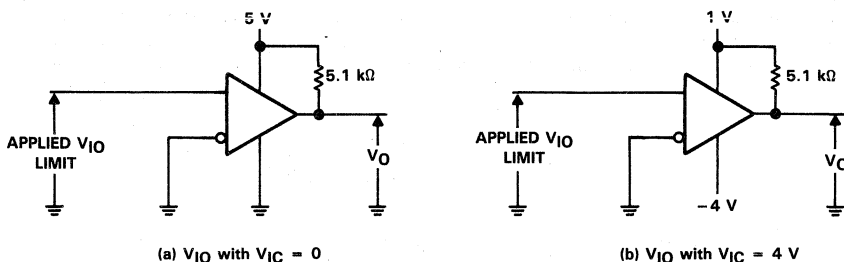 5 V
5.1 kΩ
APPLIED VIO
LIMIT
VO
(a) VIO with VIC = 0
1 V
5.1 kΩ
APPLIED VIO
LIMIT
VO
−4 V
(b) VIO with VIC = 4 V